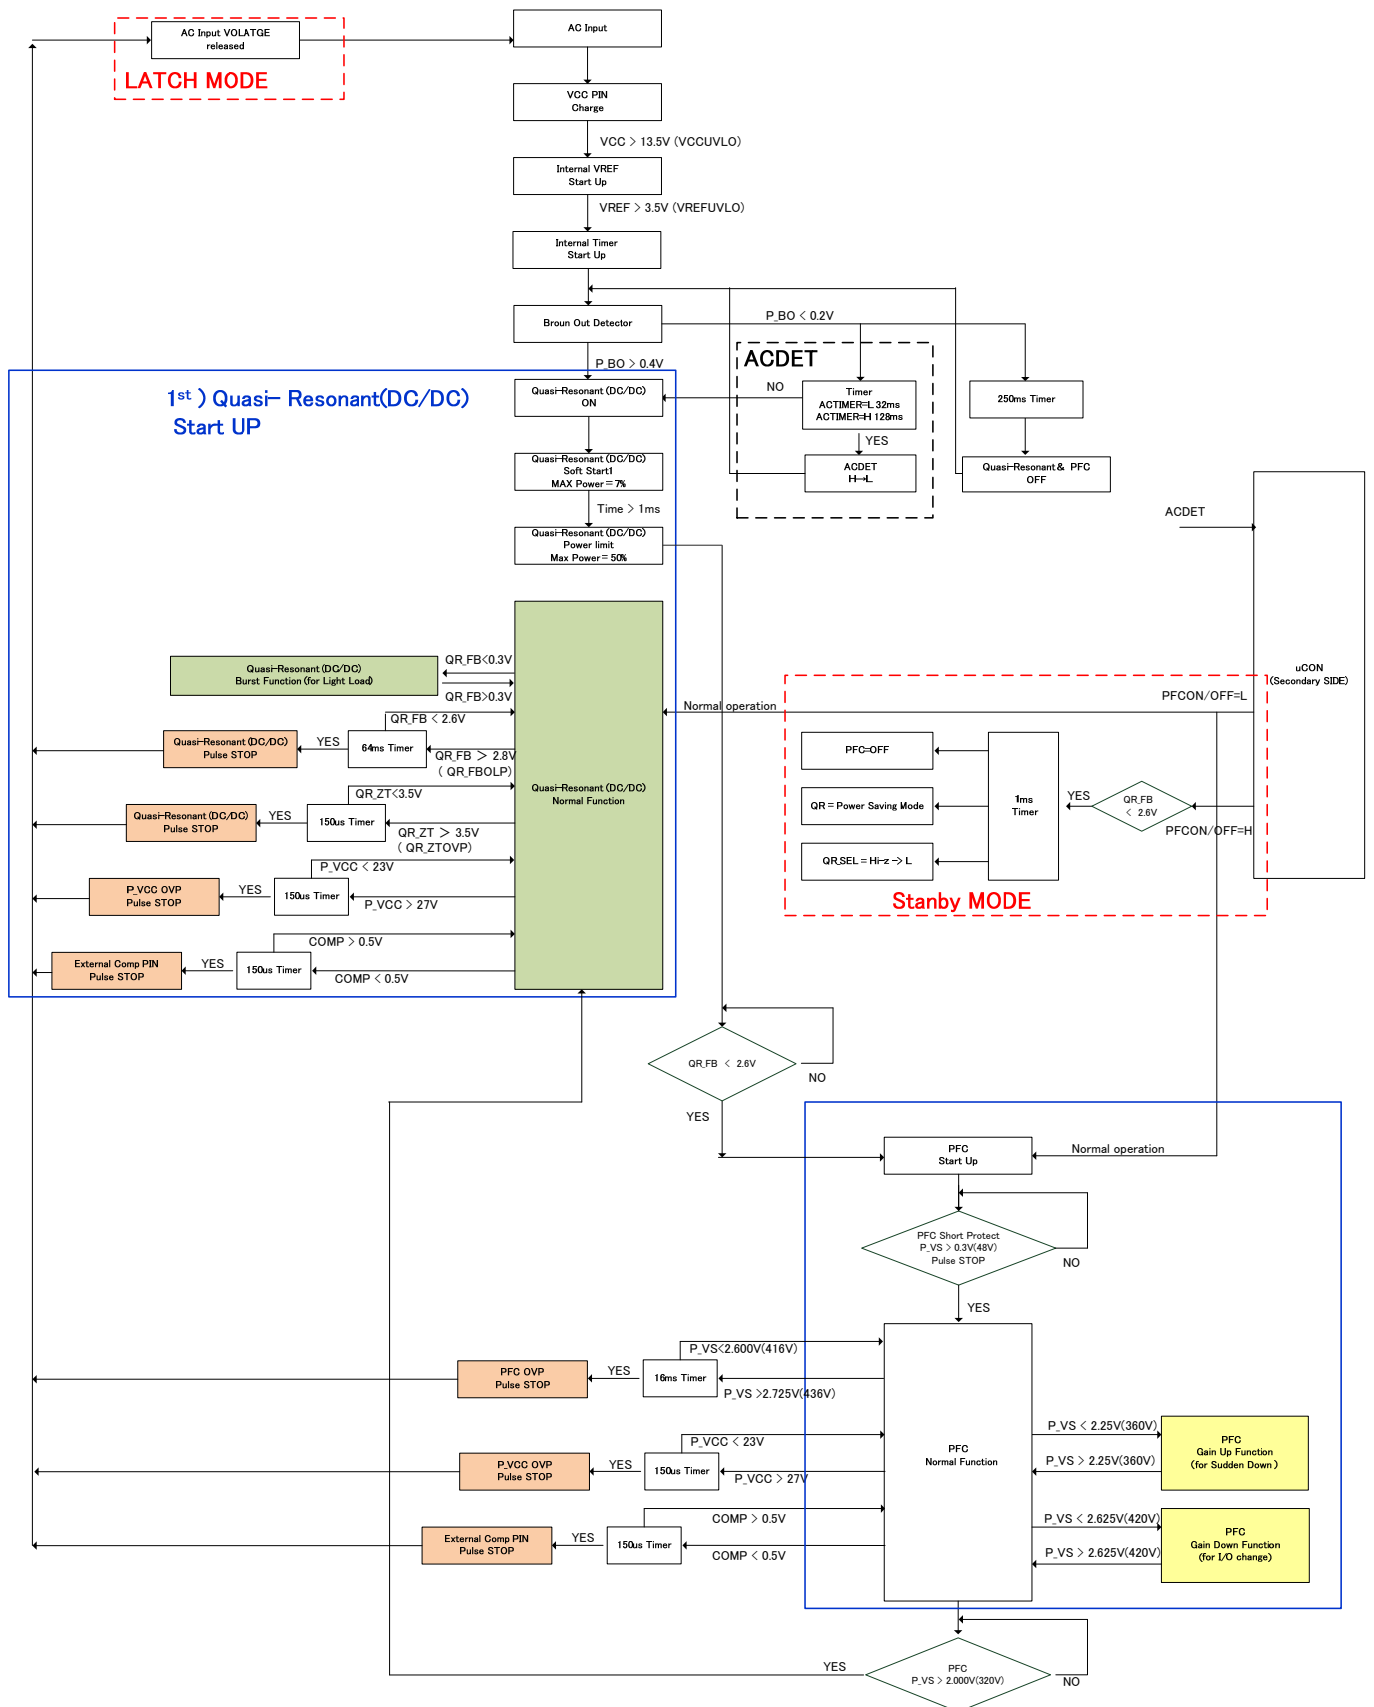 AC Input VOLATGE
released
LATCH MODE
AC Input
VCC PIN
Charge
VCC > 13.5V (VCCUVLO)
Internal VREF
Start Up
VREF > 3.5V (VREFUVLO)
Internal Timer
Start Up
Broun Out Detector
P_BO < 0.2V
P_BO > 0.4V
ACDET
1st ) Quasi- Resonant(DC/DC)
Start UP
Quasi-Resonant (DC/DC)
ON
NO
Timer
ACTIMER=L 32ms
ACTIMER=H 128ms
250ms Timer
YES
Quasi-Resonant (DC/DC)
Soft Start1
MAX Power = 7%
ACDET
H→L
Quasi-Resonant & PFC
OFF
Time > 1ms
Quasi-Resonant (DC/DC)
Power limit
Max Power = 50%
ACDET
uCON
(Secondary SIDE)
Quasi-Resonant (DC/DC)
Burst Function (for Light Load)
QR_FB<0.3V
QR_FB>0.3V
QR_FB < 2.6V
Quasi-Resonant (DC/DC)
Pulse STOP
YES
64ms Timer
QR_FB > 2.8V
( QR_FBOLP)
QR_ZT<3.5V
Quasi-Resonant (DC/DC)
Pulse STOP
YES
150us Timer
QR_ZT > 3.5V
( QR_ZTOVP)
P_VCC < 23V
P_VCC OVP
Pulse STOP
YES
150us Timer
P_VCC > 27V
COMP > 0.5V
External Comp PIN
Pulse STOP
YES
150us Timer
COMP < 0.5V
Quasi-Resonant (DC/DC)
Normal Function
Normal operation
PFCON/OFF=L
PFC=OFF
QR = Power Saving Mode
QR_SEL = Hi-z -> L
1ms
Timer
YES
QR_FB
< 2.6V
PFCON/OFF=H
Stanby MODE
QR_FB < 2.6V
NO
YES
PFC
Start Up
Normal operation
PFC Short Protect
P_VS > 0.3V(48V)
Pulse STOP
NO
YES
P_VS<2.600V(416V)
PFC OVP
Pulse STOP
YES
16ms Timer
P_VS >2.725V(436V)
P_VCC < 23V
P_VCC OVP
Pulse STOP
YES
150us Timer
P_VCC > 27V
COMP > 0.5V
External Comp PIN
Pulse STOP
YES
150us Timer
COMP < 0.5V
PFC
Normal Function
P_VS < 2.25V(360V)
P_VS > 2.25V(360V)
PFC
Gain Up Function
(for Sudden Down )
P_VS < 2.625V(420V)
P_VS > 2.625V(420V)
PFC
Gain Down Function
(for I/O change)
YES
PFC
P_VS > 2.000V(320V)
NO